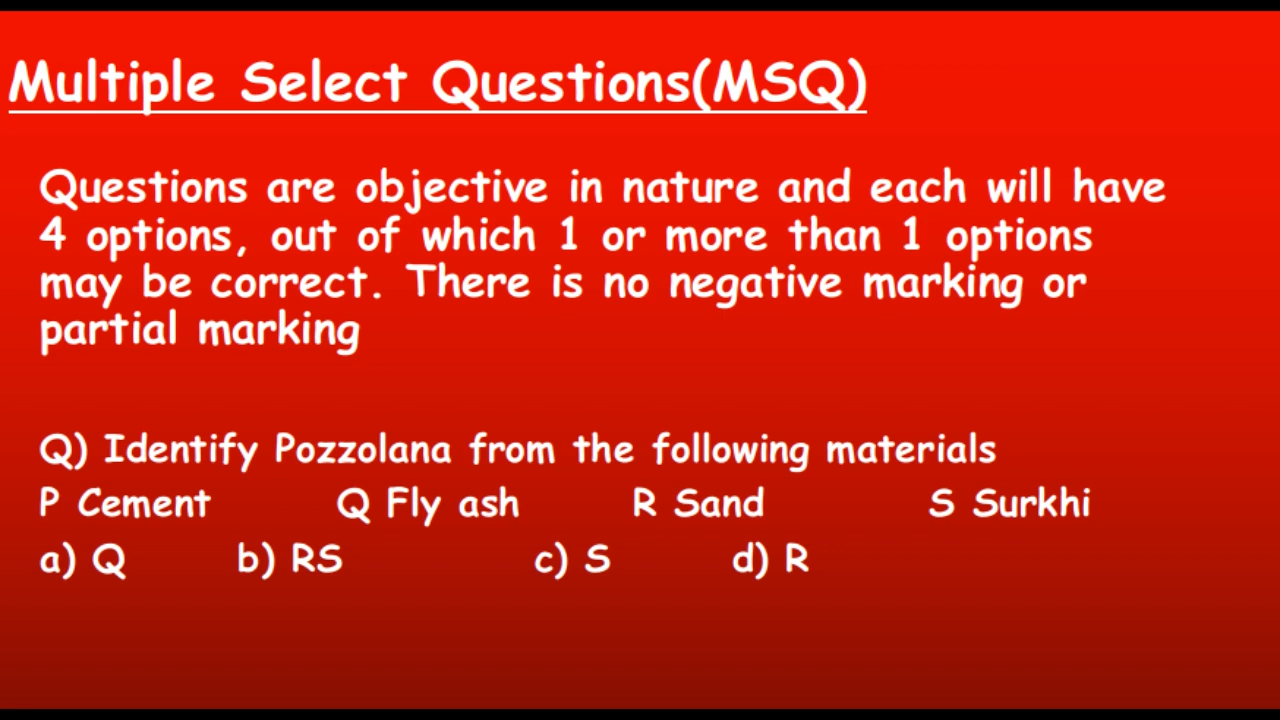 Multiple Select Questions(MSQ)
Questions are objective in nature and each will have
4 options, out of which 1 or more than 1 options
may be correct. There is no negative marking or
partial marking
Q) Identify Pozzolana from the following materials
P Cement Q Fly ash R Sand S Surkhi
a) Q b) RS c) S d) R